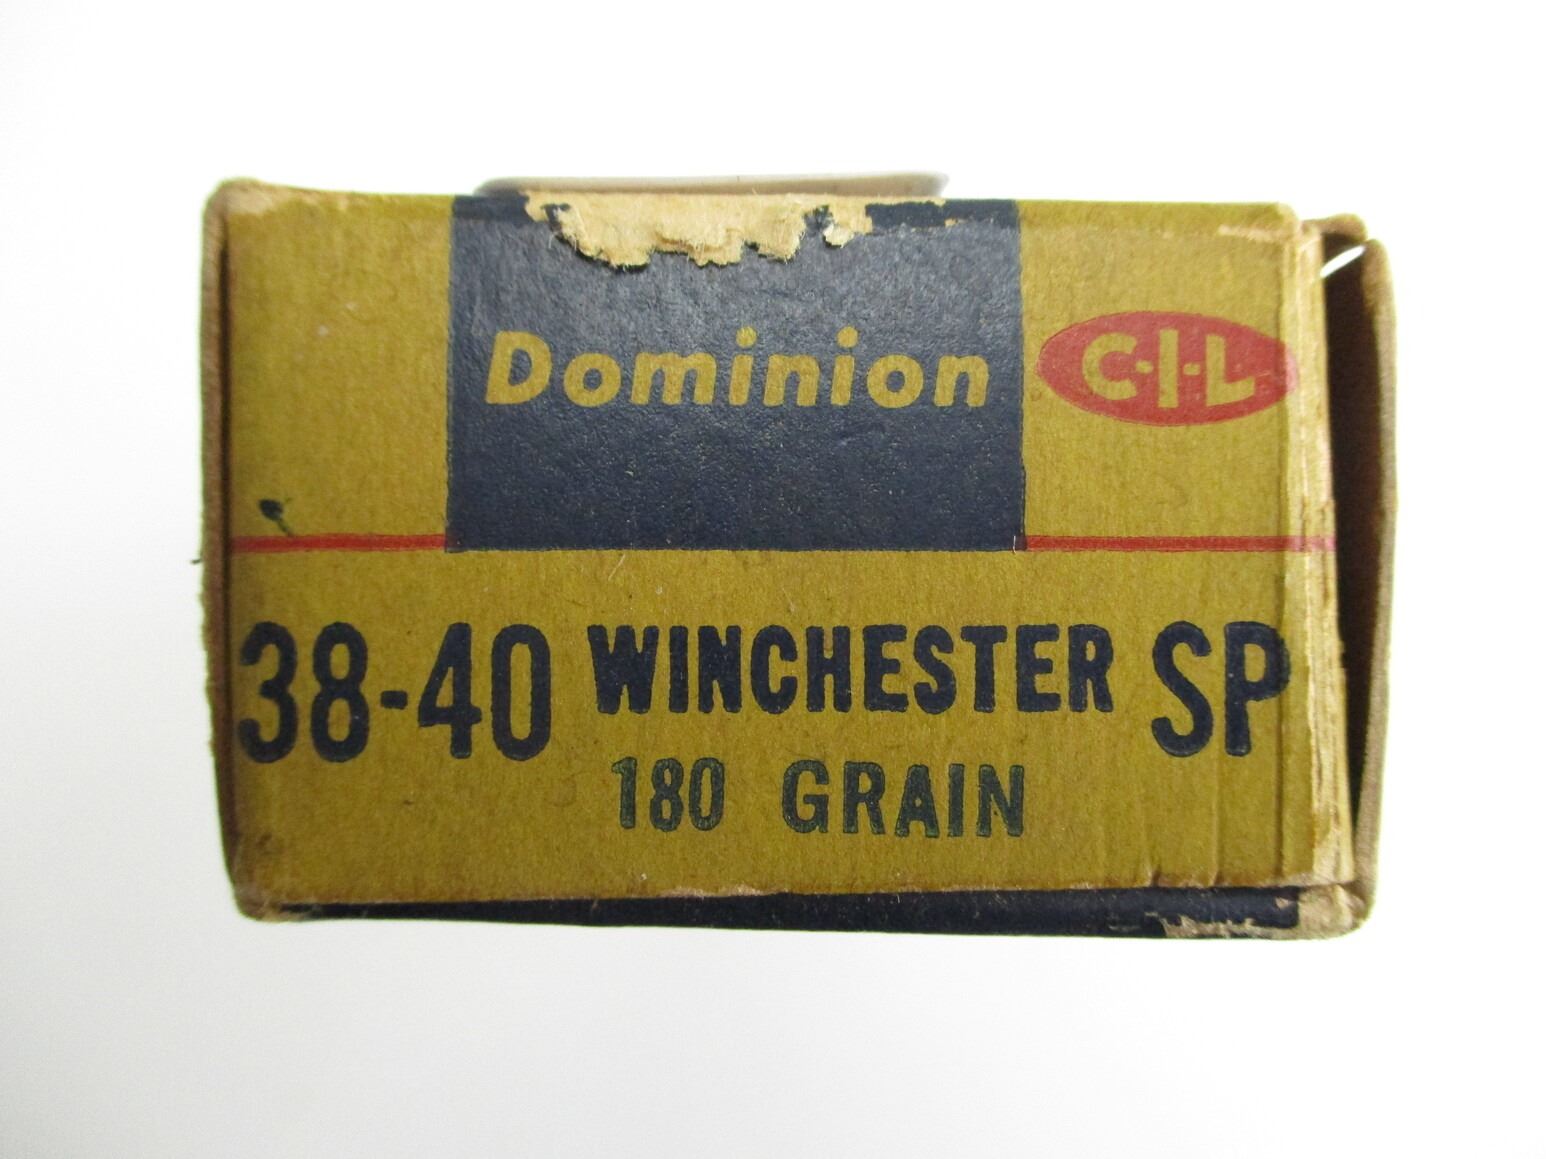 Dominion
C-I-L
38-40 WINCHESTER SP
180 GRAIN